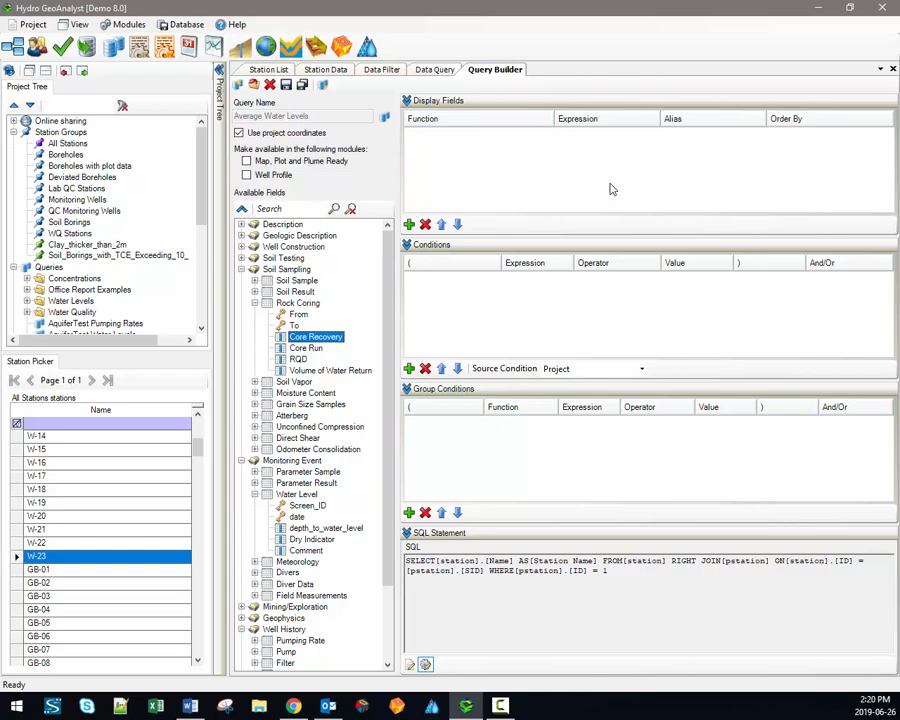 Hydro GeoAnalyst [Demo 8.0]
Project View Modules Database Help
Project Tree
Online sharing
Station Groups
All Stations
Boreholes
Boreholes with plot data
Deviated Boreholes
Lab QC Stations
Monitoring Wells
QC Monitoring Wells
Soil Borings
WQ Stations
Clay_thicker_than_2m
Soil_Borings_with_TCE_Exceeding_10_
Queries
Concentrations
Office Report Examples
Water Levels
Water Quality
AquiferTest Pumping Rates
Station Picker
Page 1 of 1
All Stations stations
Name
W-14
W-15
W-16
W-17
W-18
W-19
W-20
W-21
W-22
W-23
GB-01
GB-02
GB-03
GB-04
GB-05
GB-06
GB-07
GB-08
Project Tree
Station List Station Data Data Filter Data Query Query Builder
Query Name
Average Water Levels
Use project coordinates
Make available in the following modules:
Map, Plot and Plume Ready
Well Profile
Available Fields
Search
Description
Geologic Description
Well Construction
Soil Testing
Soil Sampling
Soil Sample
Soil Result
Rock Coring
From
To
Core Recovery
Core Run
RQD
Volume of Water Return
Soil Vapor
Moisture Content
Grain Size Samples
Atterberg
Unconfined Compression
Direct Shear
Odometer Consolidation
Monitoring Event
Parameter Sample
Parameter Result
Water Level
Screen_ID
date
depth_to_water_level
Dry Indicator
Comment
Meteorology
Divers
Diver Data
Field Measurements
Mining/Exploration
Geophysics
Well History
Pumping Rate
Pump
Filter
Display Fields
Function Expression Alias Order By
Conditions
( Expression Operator Value ) And/Or
Source Condition Project
Group Conditions
( Function Expression Operator Value ) And/Or
SQL Statement
SQL
SELECT[station].[Name] AS[Station Name] FROM[station] RIGHT JOIN[pstation] ON[station].[ID] =
[pstation].[SID] WHERE[pstation].[ID] = 1
Ready
2:20 PM
2019-06-26